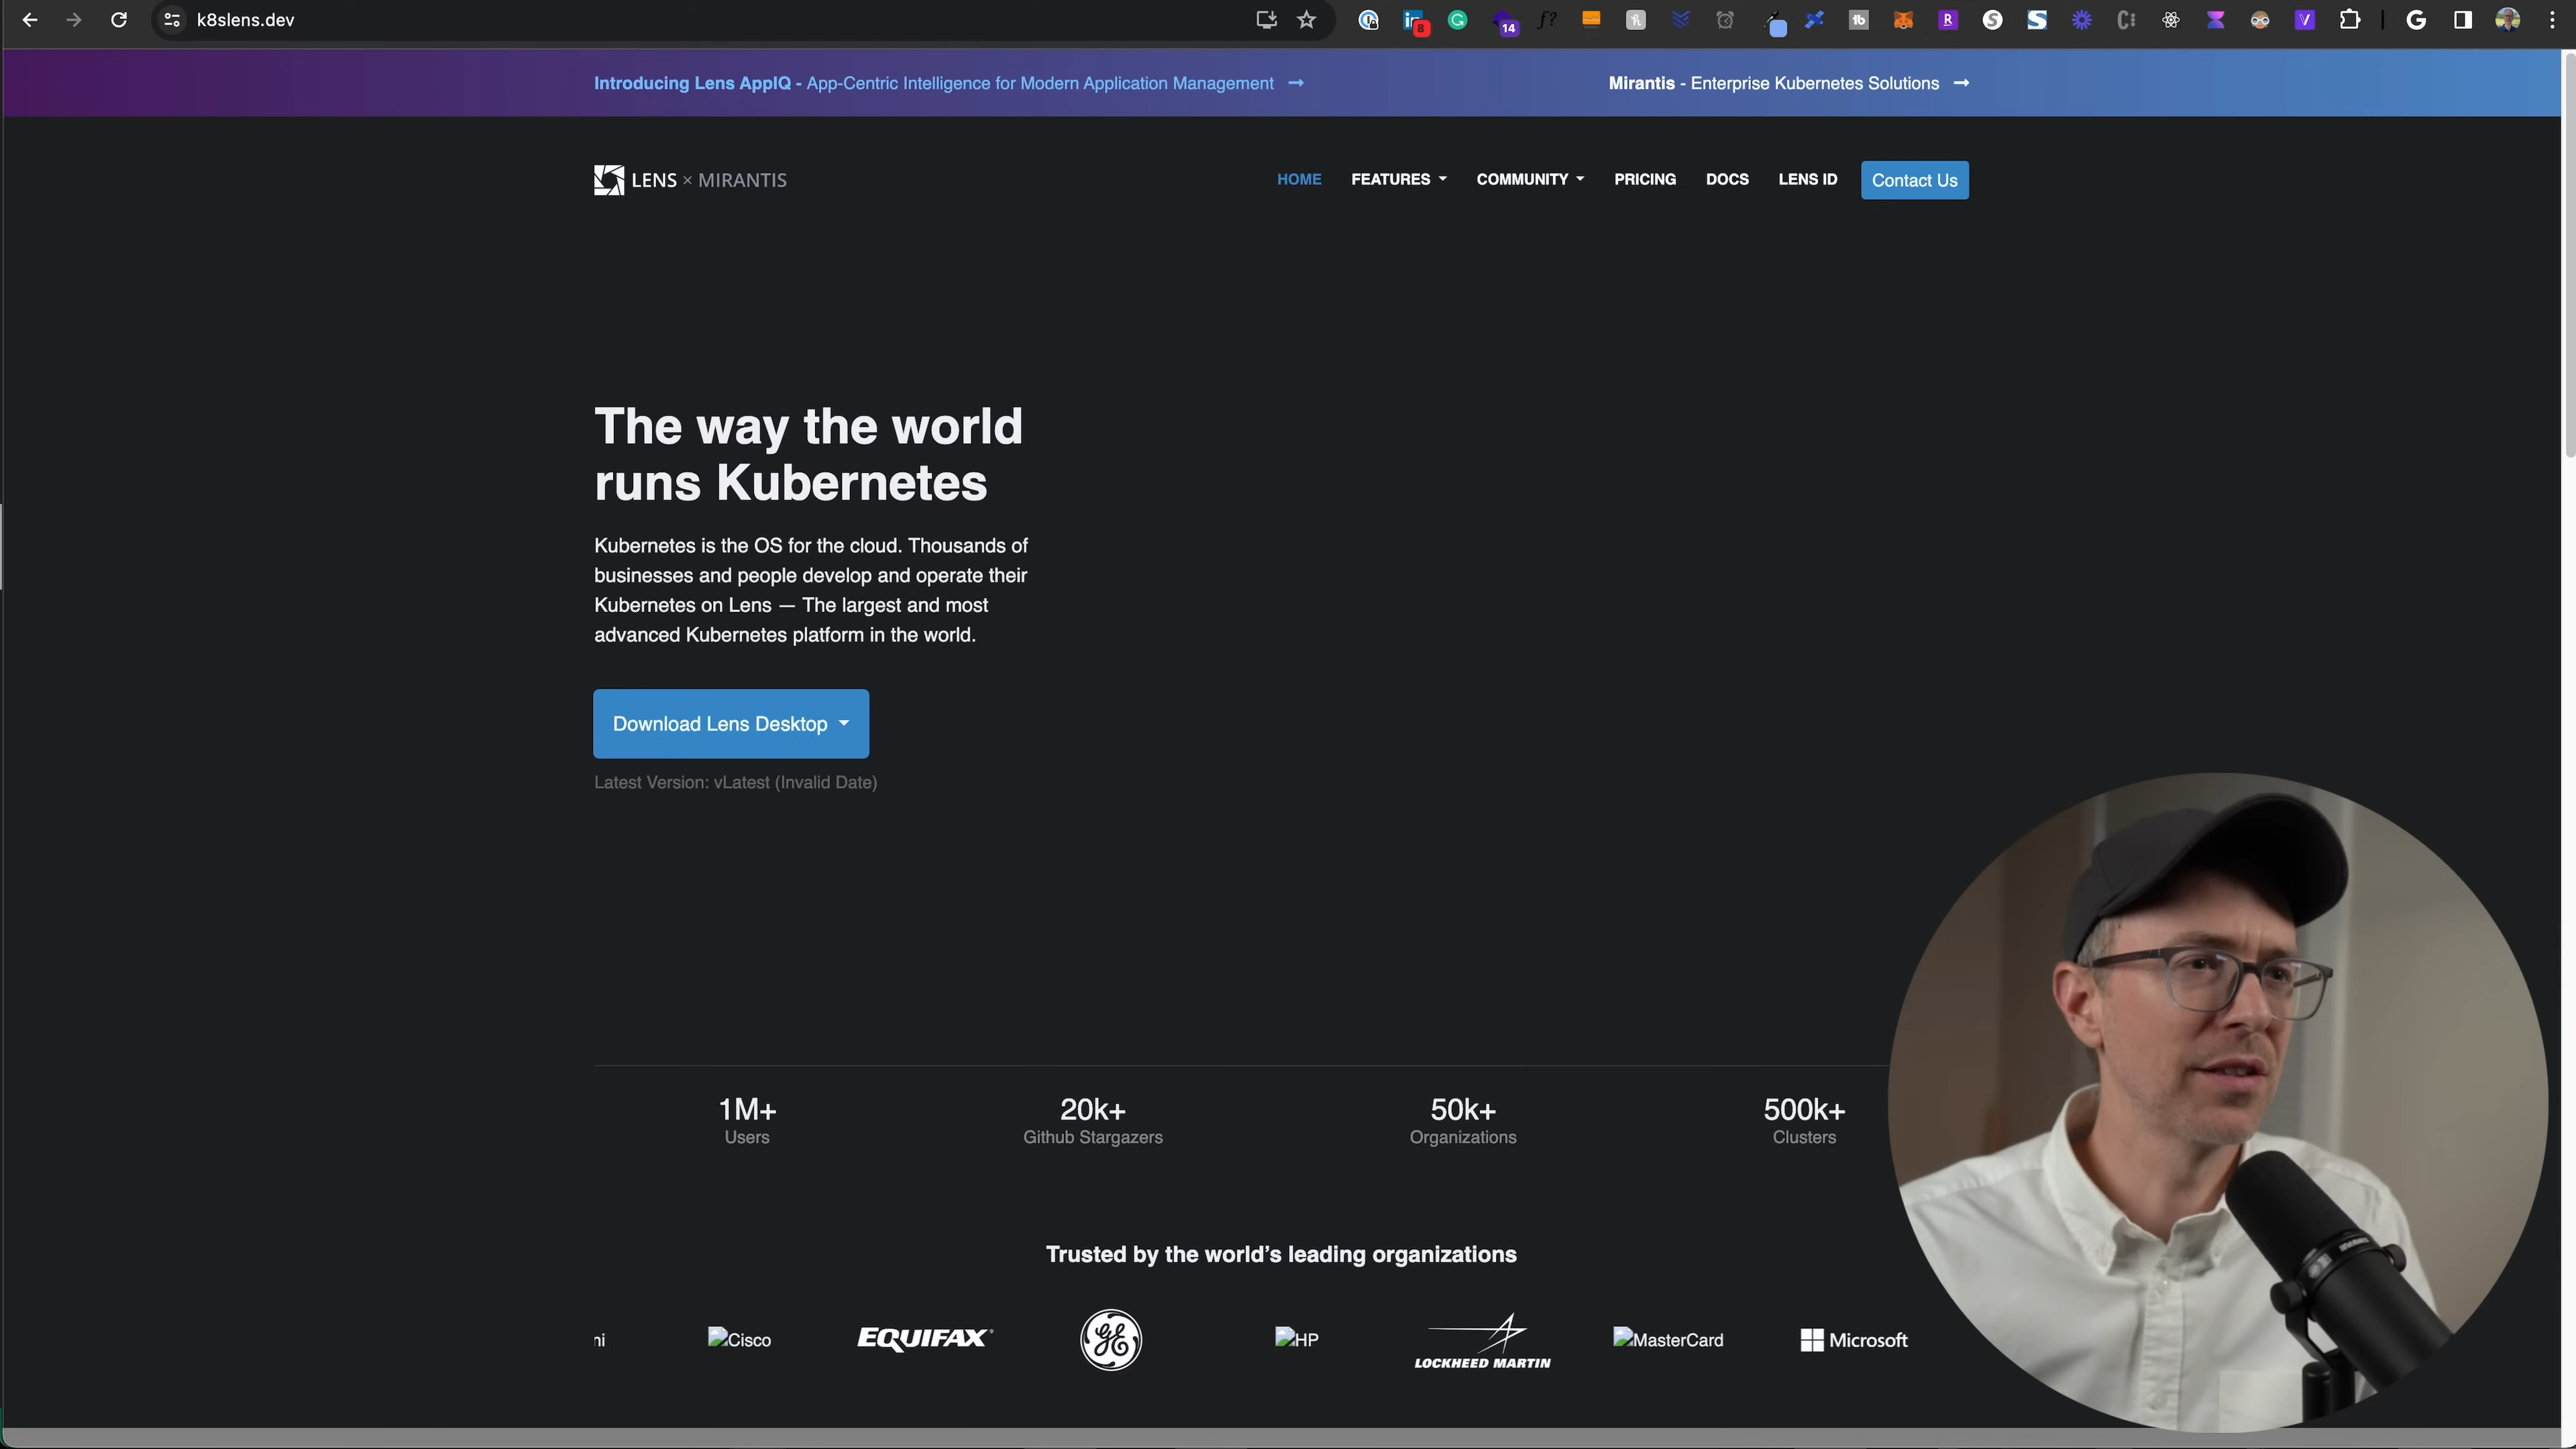 k8slens.dev
8
14
Introducing Lens AppIQ - App-Centric Intelligence for Modern Application Management →
Mirantis - Enterprise Kubernetes Solutions →
LENS × MIRANTIS
HOME
FEATURES
COMMUNITY
PRICING
DOCS
LENS ID
Contact Us
The way the world
runs Kubernetes
Kubernetes is the OS for the cloud. Thousands of
businesses and people develop and operate their
Kubernetes on Lens — The largest and most
advanced Kubernetes platform in the world.
Download Lens Desktop
Latest Version: vLatest (Invalid Date)
1M+
Users
20k+
Github Stargazers
50k+
Organizations
500k+
Clusters
Trusted by the world’s leading organizations
ni
Cisco
EQUIFAX
GE
HP
LOCKHEED MARTIN
MasterCard
Microsoft